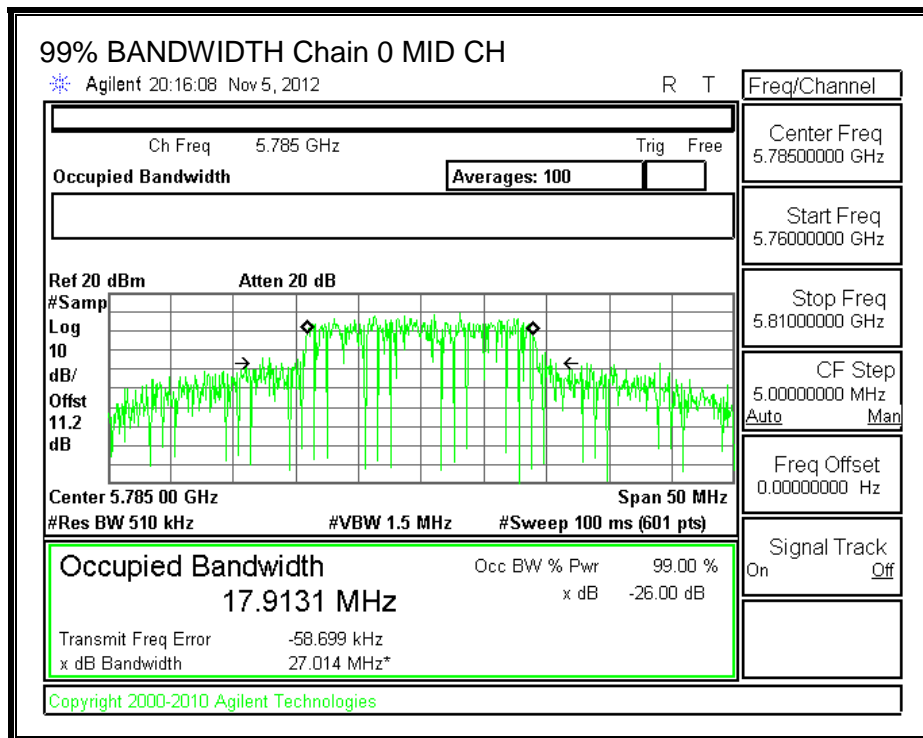 99% BANDWIDTH Chain 0 MID CH
Agilent 20:16:08 Nov 5, 2012 R T
Freq/Channel
Ch Freq 5.785 GHz Trig Free
Occupied Bandwidth Averages: 100
Center Freq
5.78500000 GHz
Start Freq
5.76000000 GHz
Stop Freq
5.81000000 GHz
CF Step
5.00000000 MHz
Auto Man
Freq Offset
0.00000000 Hz
Signal Track
On Off
Ref 20 dBm Atten 20 dB
#Samp
Log
10
dB/
Offst
11.2
dB
Center 5.785 00 GHz Span 50 MHz
#Res BW 510 kHz #VBW 1.5 MHz #Sweep 100 ms (601 pts)
Occupied Bandwidth Occ BW % Pwr 99.00 %
17.9131 MHz x dB -26.00 dB
Transmit Freq Error -58.699 kHz
x dB Bandwidth 27.014 MHz*
Copyright 2000-2010 Agilent Technologies